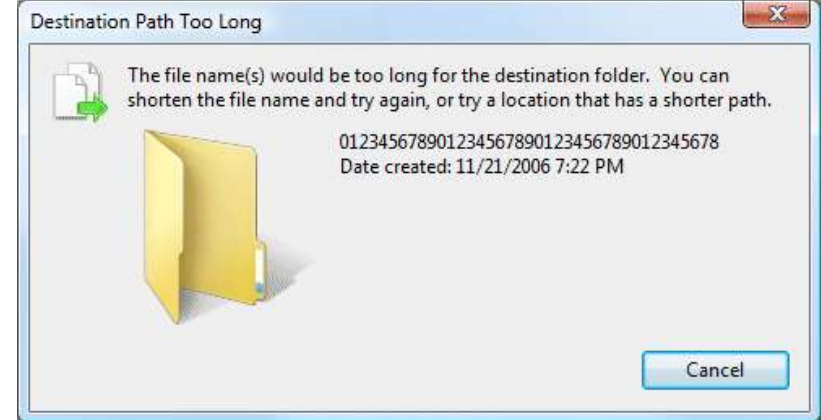 Destination Path Too Long
The file name(s) would be too long for the destination folder.  You can
shorten the file name and try again, or try a location that has a shorter path.
012345678901234567890123456789012345678
Date created: 11/21/2006 7:22 PM
Cancel